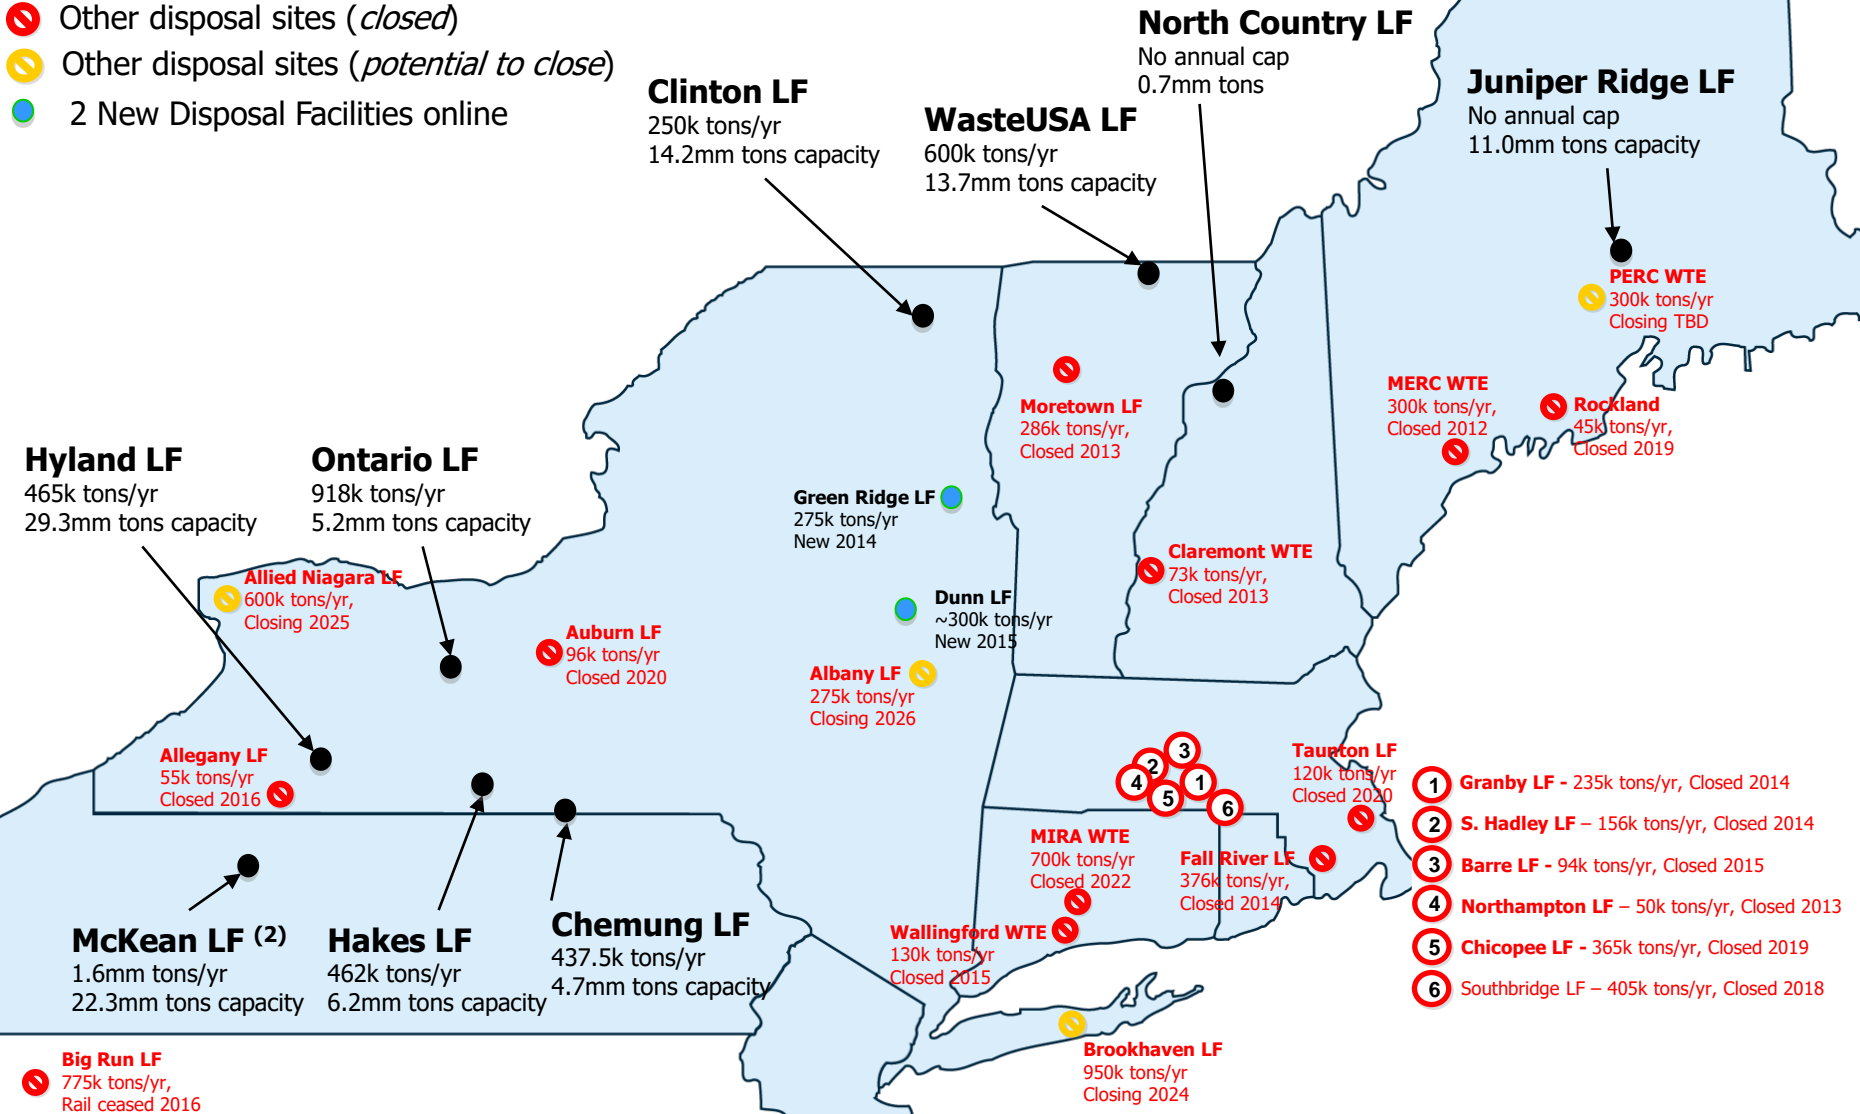 Other disposal sites (closed)
Other disposal sites (potential to close)
2 New Disposal Facilities online
North Country LF
No annual cap
0.7mm tons
Clinton LF
250k tons/yr
14.2mm tons capacity
WasteUSA LF
600k tons/yr
13.7mm tons capacity
Juniper Ridge LF
No annual cap
11.0mm tons capacity
PERC WTE
300k tons/yr
Closing TBD
MERC WTE
300k tons/yr,
Closed 2012
Rockland
45k tons/yr,
Closed 2019
Moretown LF
286k tons/yr,
Closed 2013
Hyland LF
465k tons/yr
29.3mm tons capacity
Ontario LF
918k tons/yr
5.2mm tons capacity
Green Ridge LF
275k tons/yr
New 2014
Claremont WTE
73k tons/yr,
Closed 2013
Allied Niagara LF
600k tons/yr,
Closing 2025
Dunn LF
~300k tons/yr
New 2015
Auburn LF
96k tons/yr
Closed 2020
Albany LF
275k tons/yr
Closing 2026
Allegany LF
55k tons/yr
Closed 2016
3
2
4
1
5
6
Taunton LF
120k tons/yr
Closed 2020
MIRA WTE
700k tons/yr
Closed 2022
Fall River LF
376k tons/yr,
Closed 2014
Wallingford WTE
130k tons/yr
Closed 2015
1 Granby LF - 235k tons/yr, Closed 2014
2 S. Hadley LF – 156k tons/yr, Closed 2014
3 Barre LF - 94k tons/yr, Closed 2015
4 Northampton LF – 50k tons/yr, Closed 2013
5 Chicopee LF - 365k tons/yr, Closed 2019
6 Southbridge LF – 405k tons/yr, Closed 2018
McKean LF (2)
1.6mm tons/yr
22.3mm tons capacity
Hakes LF
462k tons/yr
6.2mm tons capacity
Chemung LF
437.5k tons/yr
4.7mm tons capacity
Big Run LF
775k tons/yr,
Rail ceased 2016
Brookhaven LF
950k tons/yr
Closing 2024